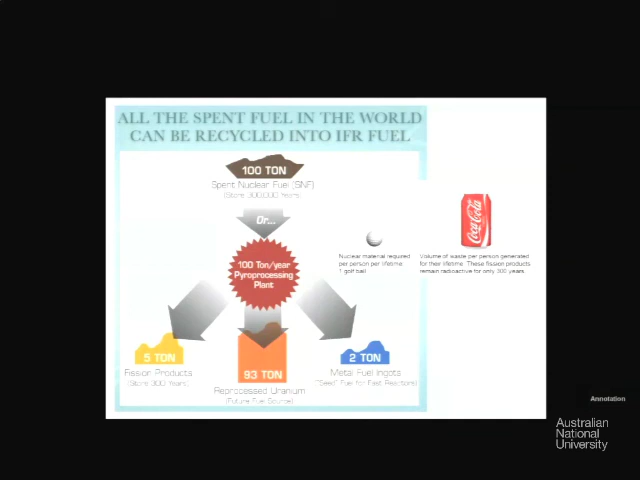 ALL THE SPENT FUEL IN THE WORLD
CAN BE RECYCLED INTO IFR FUEL
100 TON
Spent Nuclear Fuel (SNF)
(Store 300,000 Years)
Or...
100 Ton/year
Pyroprocessing
Plant
Nuclear material required
per person per lifetime:
1 golf ball
Coca-Cola
Volume of waste per person generated
for their lifetime. These fission products
remain radioactive for only 300 years.
5 TON
Fission Products
(Store 300 Years)
93 TON
Reprocessed Uranium
(Future Fuel Source)
2 TON
Metal Fuel Ingots
"Seed" Fuel for Fast Reactors)
Annotation
Australian
National
University